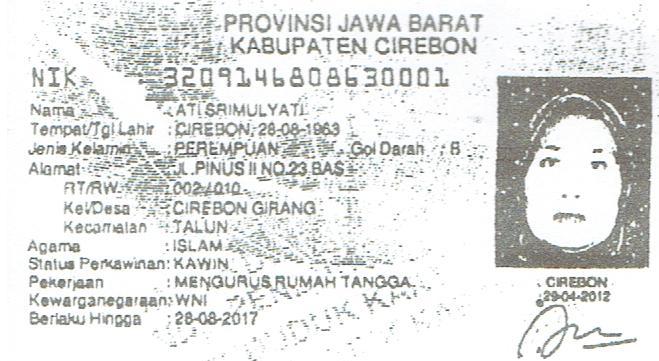 PROVINSI JAWA BARAT
KABUPATEN CIREBON
NIK 3209146808630001
Nama : ATI SRIMULYATI
Tempat/Tgl Lahir : CIREBON, 28-08-1963
Jenis Kelamin : PEREMPUAN Gol Darah : B
Alamat : JL. PINUS II NO.23 BAS
RT/RW : 002/010
Kel/Desa : CIREBON GIRANG
Kecamatan : TALUN
Agama : ISLAM
Status Perkawinan: KAWIN
Pekerjaan : MENGURUS RUMAH TANGGA
Kewarganegaraan: WNI
Berlaku Hingga : 28-08-2017
CIREBON
29-04-2012